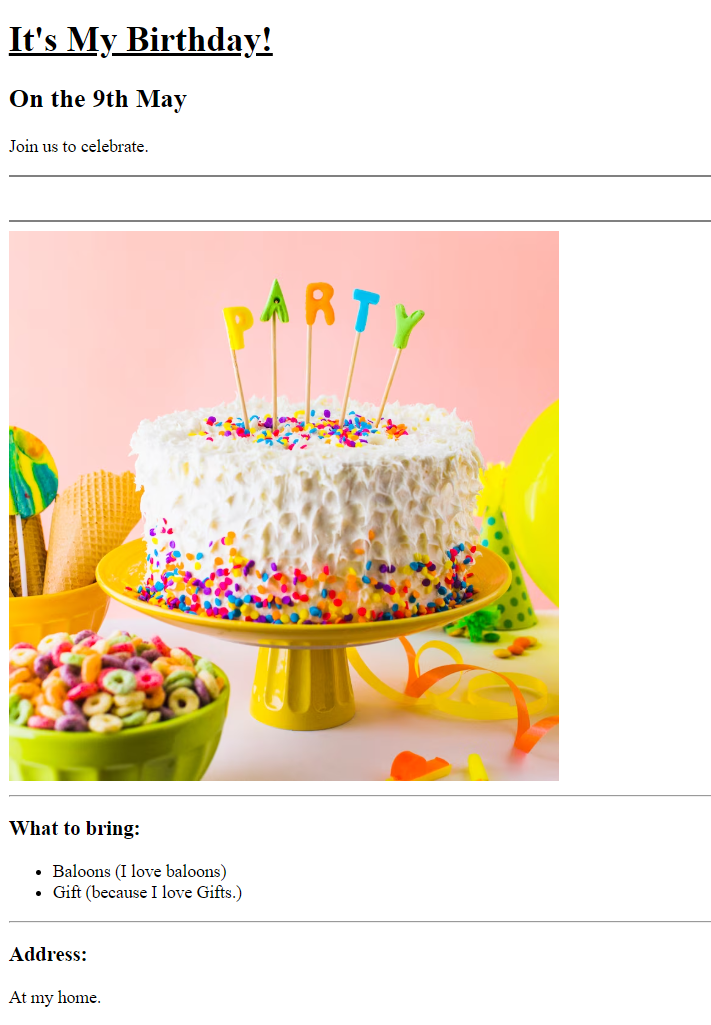 It's My Birthday!
On the 9th May
Join us to celebrate.
PARTY
What to bring:
Baloons (I love baloons)
Gift (because I love Gifts.)
Address:
At my home.